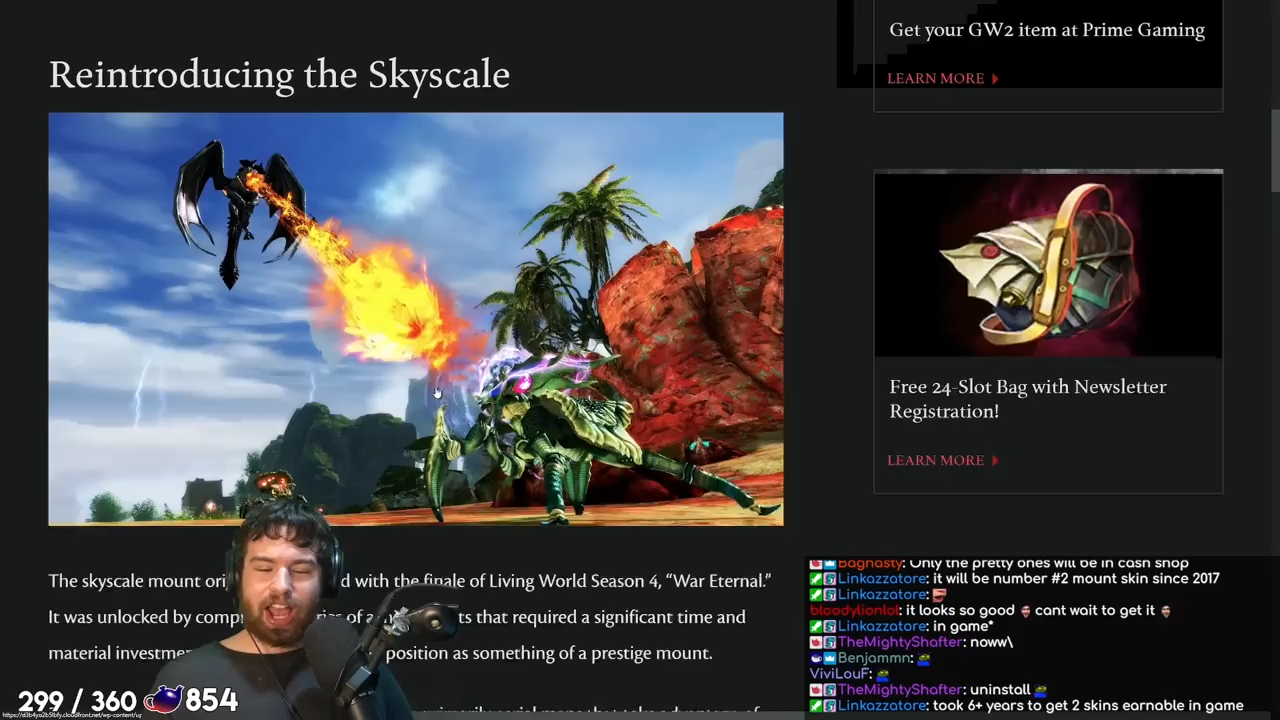 Get your GW2 item at Prime Gaming
LEARN MORE
Reintroducing the Skyscale
Free 24-Slot Bag with Newsletter
Registration!
LEARN MORE
The skyscale mount with the finale of Living World Season 4, “War Eternal.”
It was unlocked by that required a significant time and
material position as something of a prestige mount.
Bagnasty: Only the pretty ones will be in cash shop
Linkazzatore: it will be number #2 mount skin since 2017
Linkazzatore:
bloodylionlol: it looks so good cant wait to get it
Linkazzatore: in game*
TheMightyShafter: noww\
Benjammn:
ViviLouF:
TheMightyShafter: uninstall
Linkazzatore: took 6+ years to get 2 skins earnable in game
299 / 360 854